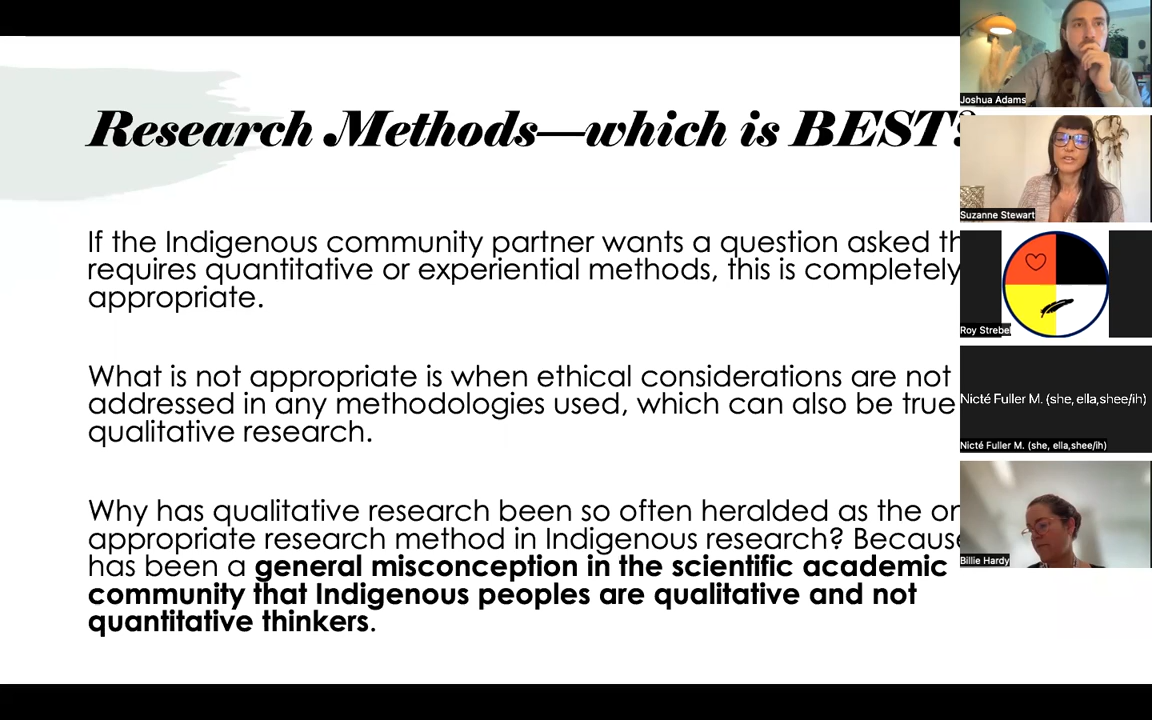 Research Methods—which is BEST?
If the Indigenous community partner wants a question asked th
requires quantitative or experiential methods, this is completely
appropriate.
What is not appropriate is when ethical considerations are not
addressed in any methodologies used, which can also be true
qualitative research.
Why has qualitative research been so often heralded as the on
appropriate research method in Indigenous research? Because
has been a general misconception in the scientific academic
community that Indigenous peoples are qualitative and not
quantitative thinkers.
Joshua Adams
Suzanne Stewart
Roy Strebel
Nicté Fuller M. (she, ella,shee/ih)
Nicté Fuller M. (she, ella,shee/ih)
Billie Hardy